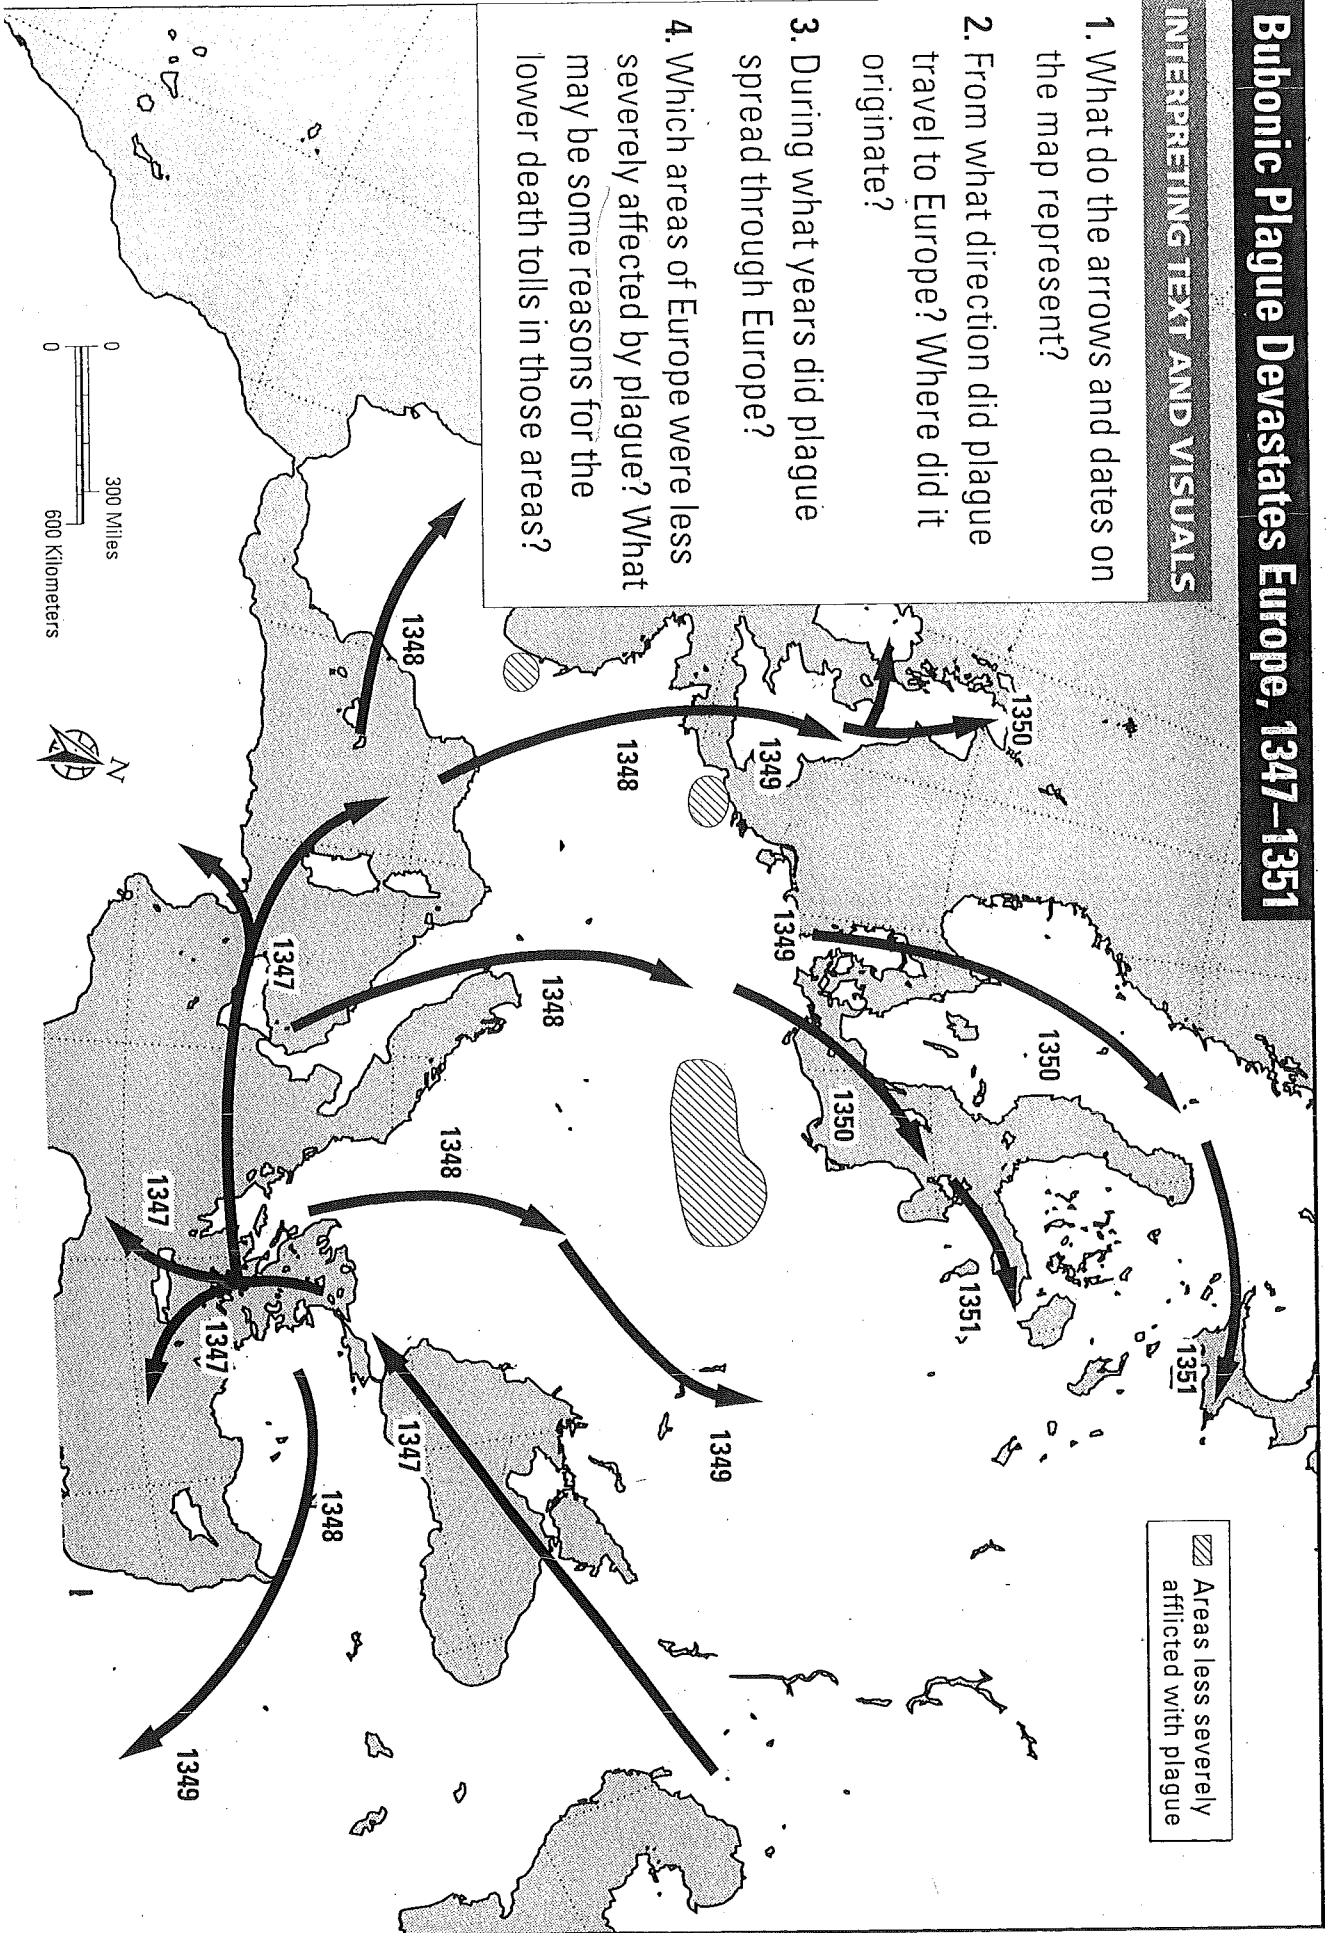 Bubonic Plague Devastates Europe, 1347–1351
INTERPRETING TEXT AND VISUALS
1. What do the arrows and dates on
the map represent?
2. From what direction did plague
travel to Europe? Where did it
originate?
3. During what years did plague
spread through Europe?
4. Which areas of Europe were less
severely affected by plague? What
may be some reasons for the
lower death tolls in those areas?
Areas less severely
afflicted with plague
1350
1351
1350
1351
1349
1349
1350
1348
1349
1348
1348
1348
1347
1347
1348
1347
1347
1349
0
300 Miles
0
600 Kilometers
N